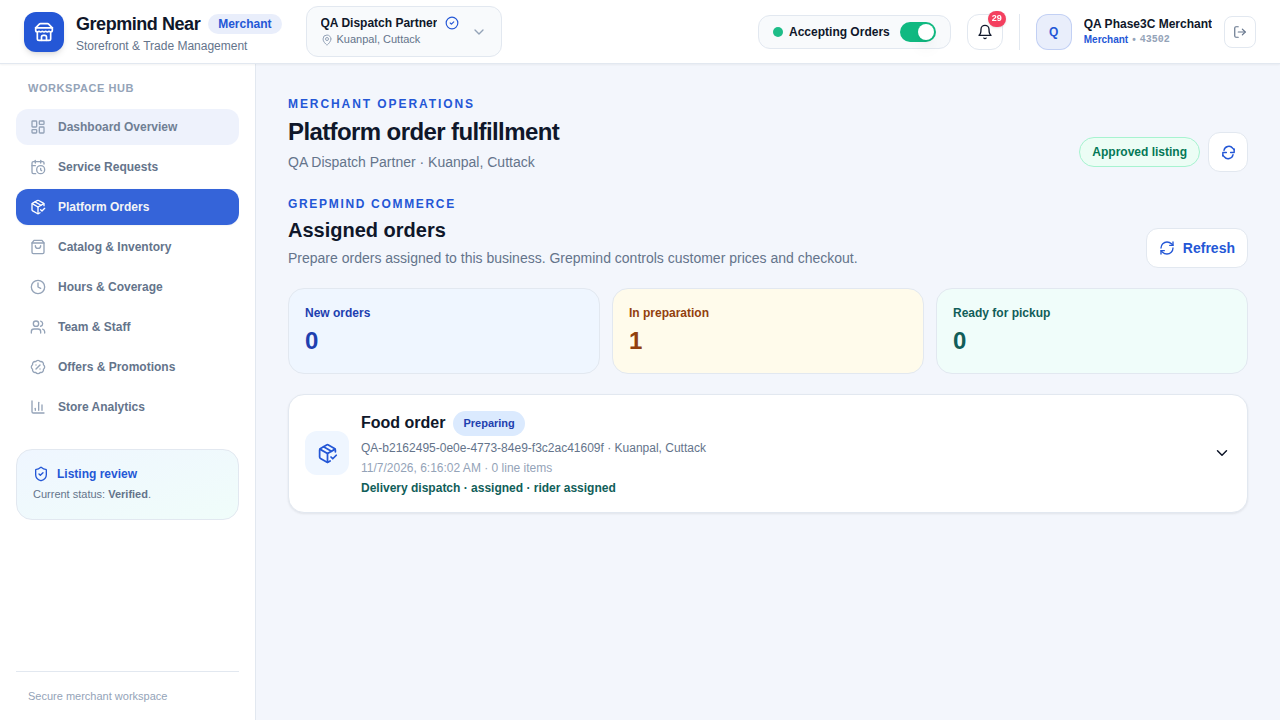 Grepmind Near
Merchant
Storefront & Trade Management
QA Dispatch Partner
Kuanpal, Cuttack
Accepting Orders
29
Q
QA Phase3C Merchant
Merchant • 43502
WORKSPACE HUB
Dashboard Overview
Service Requests
Platform Orders
Catalog & Inventory
Hours & Coverage
Team & Staff
Offers & Promotions
Store Analytics
Listing review
Current status: Verified.
Secure merchant workspace
MERCHANT OPERATIONS
Platform order fulfillment
QA Dispatch Partner · Kuanpal, Cuttack
Approved listing
GREPMIND COMMERCE
Assigned orders
Prepare orders assigned to this business. Grepmind controls customer prices and checkout.
Refresh
New orders
0
In preparation
1
Ready for pickup
0
Food order
Preparing
QA-b2162495-0e0e-4773-84e9-f3c2ac41609f · Kuanpal, Cuttack
11/7/2026, 6:16:02 AM · 0 line items
Delivery dispatch · assigned · rider assigned